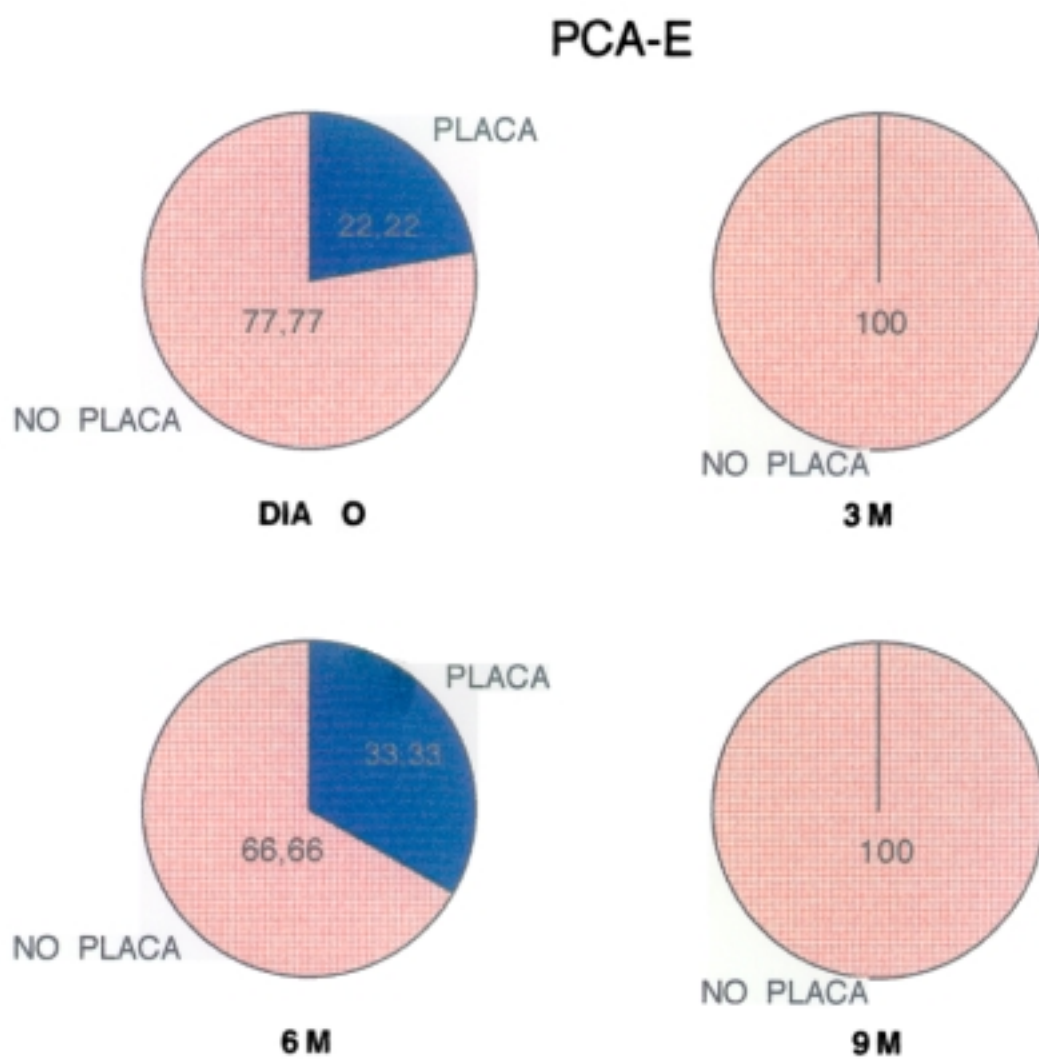 PCA-E
PLACA
22,22
77,77
NO PLACA
DIA O
100
NO PLACA
3 M
PLACA
33.33
66,66
NO PLACA
6 M
100
NO PLACA
9 M